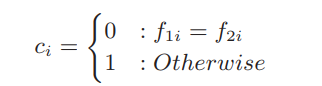 c_i = { 0 : f_{1i} = f_{2i}
1 : Otherwise